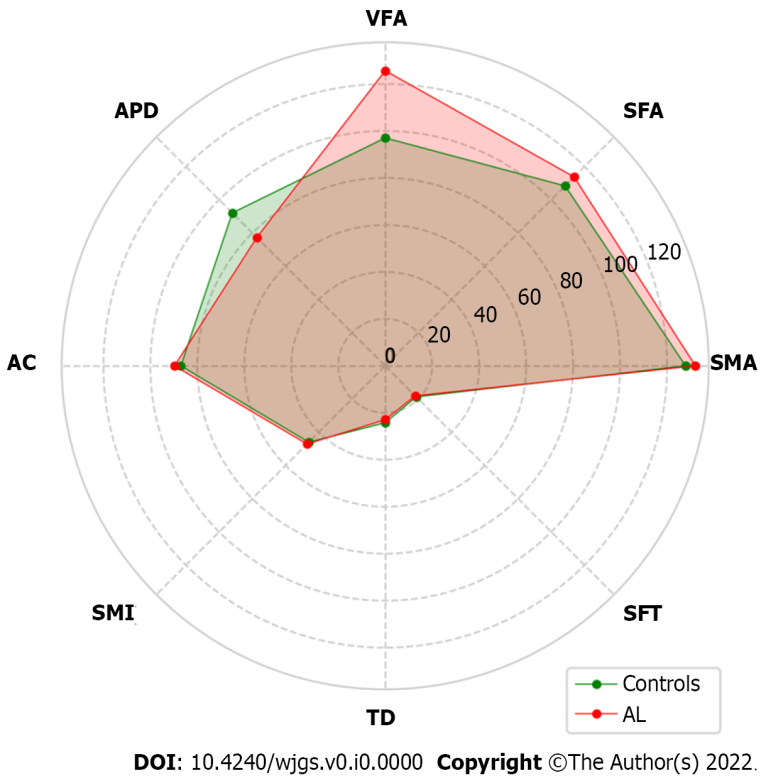 VFA
APD
SFA
120
100
80
60
40
20
0
AC
SMA
SMI
SFT
TD
Controls
AL
DOI: 10.4240/wjgs.v0.i0.0000 Copyright ©The Author(s) 2022.